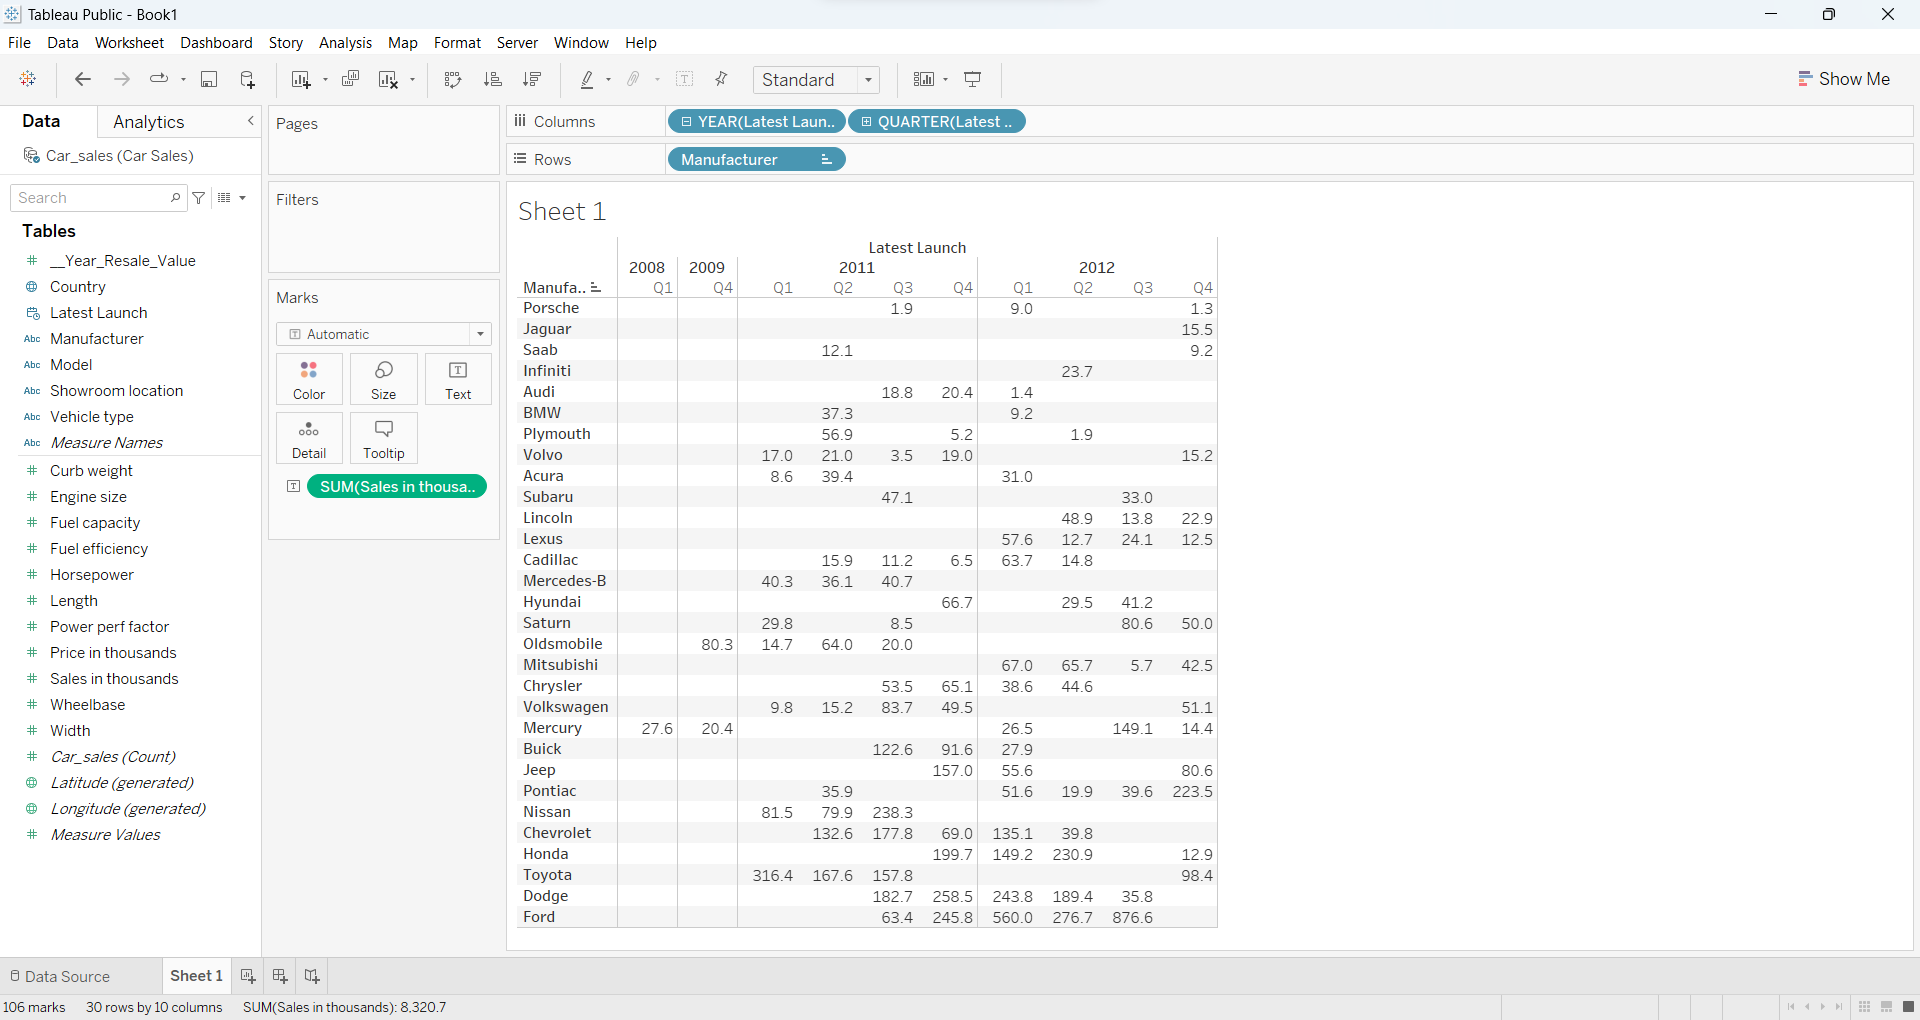 Tableau Public - Book1
File Data Worksheet Dashboard Story Analysis Map Format Server Window Help
Standard
Show Me
Data Analytics
Car_sales (Car Sales)
Search
Tables
__Year_Resale_Value
Country
Latest Launch
Abc Manufacturer
Abc Model
Abc Showroom location
Abc Vehicle type
Abc Measure Names
Curb weight
Engine size
Fuel capacity
Fuel efficiency
Horsepower
Length
Power perf factor
Price in thousands
Sales in thousands
Wheelbase
Width
Car_sales (Count)
Latitude (generated)
Longitude (generated)
Measure Values
Pages
Filters
Marks
Automatic
Color Size Text
Detail Tooltip
SUM(Sales in thousa..
Columns YEAR(Latest Laun.. QUARTER(Latest ..
Rows Manufacturer
Sheet 1
Latest Launch
2008 2009 2011 2012
Manufa.. Q1 Q4 Q1 Q2 Q3 Q4 Q1 Q2 Q3 Q4
Porsche 1.9 9.0 1.3
Jaguar 15.5
Saab 12.1 9.2
Infiniti 23.7
Audi 18.8 20.4 1.4
BMW 37.3 9.2
Plymouth 56.9 5.2 1.9
Volvo 17.0 21.0 3.5 19.0 15.2
Acura 8.6 39.4 31.0
Subaru 47.1 33.0
Lincoln 48.9 13.8 22.9
Lexus 57.6 12.7 24.1 12.5
Cadillac 15.9 11.2 6.5 63.7 14.8
Mercedes-B 40.3 36.1 40.7
Hyundai 66.7 29.5 41.2
Saturn 29.8 8.5 80.6 50.0
Oldsmobile 80.3 14.7 64.0 20.0
Mitsubishi 67.0 65.7 5.7 42.5
Chrysler 53.5 65.1 38.6 44.6
Volkswagen 9.8 15.2 83.7 49.5 51.1
Mercury 27.6 20.4 26.5 149.1 14.4
Buick 122.6 91.6 27.9
Jeep 157.0 55.6 80.6
Pontiac 35.9 51.6 19.9 39.6 223.5
Nissan 81.5 79.9 238.3
Chevrolet 132.6 177.8 69.0 135.1 39.8
Honda 199.7 149.2 230.9 12.9
Toyota 316.4 167.6 157.8 98.4
Dodge 182.7 258.5 243.8 189.4 35.8
Ford 63.4 245.8 560.0 276.7 876.6
Data Source Sheet 1
106 marks 30 rows by 10 columns SUM(Sales in thousands): 8,320.7